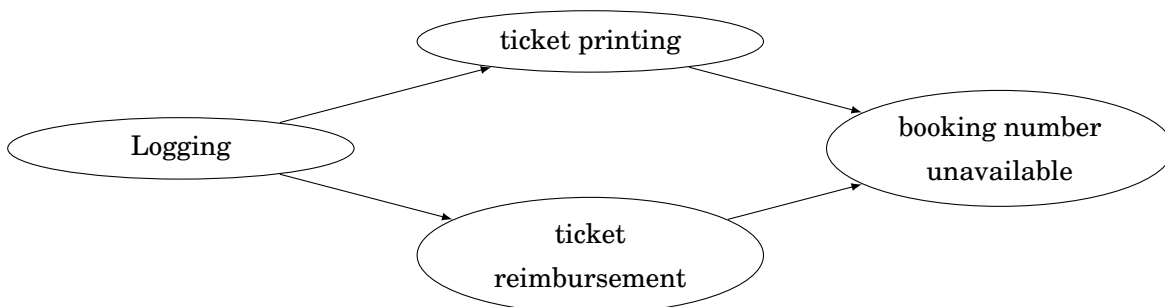 ticket printing
Logging
booking number
unavailable
ticket
reimbursement